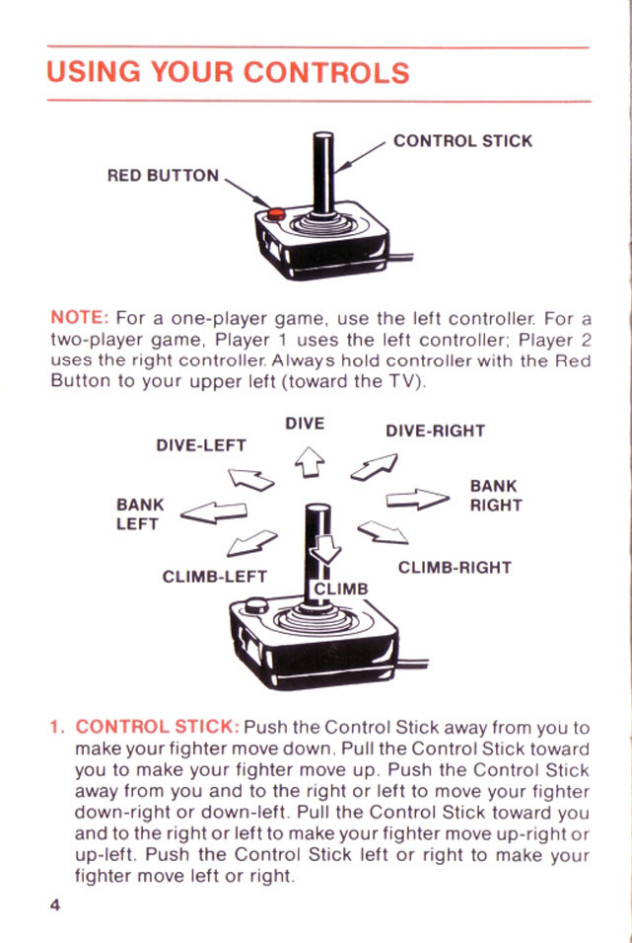 USING YOUR CONTROLS
CONTROL STICK
RED BUTTON
NOTE: For a one-player game, use the left controller. For a
two-player game, Player 1 uses the left controller; Player 2
uses the right controller. Always hold controller with the Red
Button to your upper left (toward the TV).
DIVE
DIVE-LEFT
DIVE-RIGHT
BANK
LEFT
BANK
RIGHT
CLIMB-LEFT
CLIMB
CLIMB-RIGHT
1. CONTROL STICK: Push the Control Stick away from you to
make your fighter move down. Pull the Control Stick toward
you to make your fighter move up. Push the Control Stick
away from you and to the right or left to move your fighter
down-right or down-left. Pull the Control Stick toward you
and to the right or left to make your fighter move up-right or
up-left. Push the Control Stick left or right to make your
fighter move left or right.
4